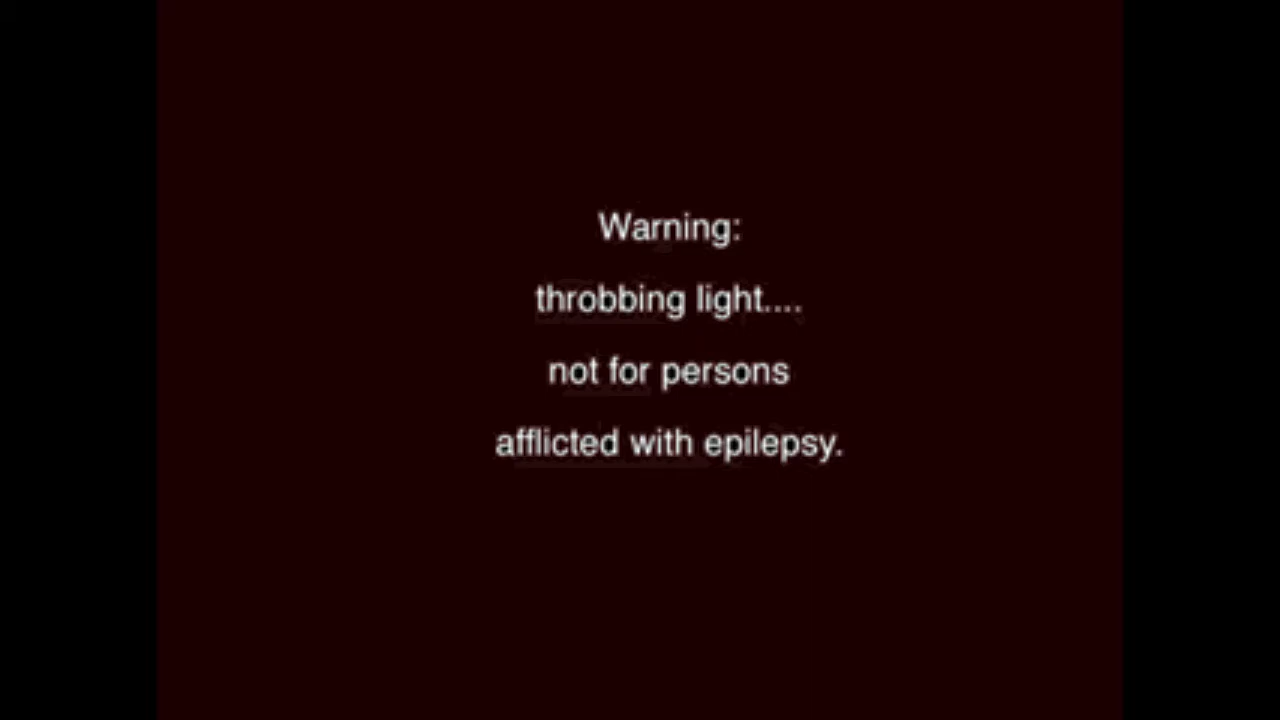 Warning:
throbbing light....
not for persons
afflicted with epilepsy.